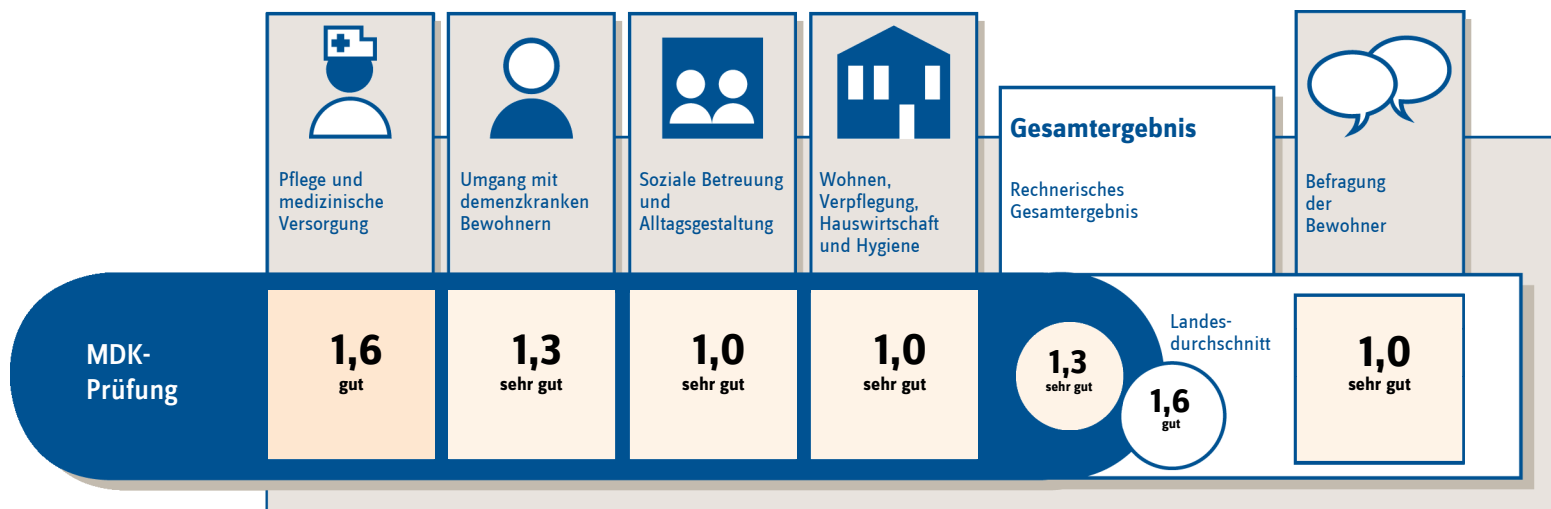 Pflege und
medizinische
Versorgung
Umgang mit
demenzkranken
Bewohnern
Soziale Betreuung
und
Alltagsgestaltung
Wohnen,
Verpflegung,
Hauswirtschaft
und Hygiene
Gesamtergebnis
Rechnerisches
Gesamtergebnis
Befragung
der
Bewohner
MDK-
Prüfung
1,6
gut
1,3
sehr gut
1,0
sehr gut
1,0
sehr gut
1,3
sehr gut
Landes-
durchschnitt
1,6
gut
1,0
sehr gut